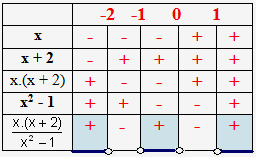 -2 -1 0 1
x - - - + +
x + 2 - + + + +
x.(x + 2) + - - + +
x² - 1 + + - - +
x.(x + 2) / x² - 1 + - + - +